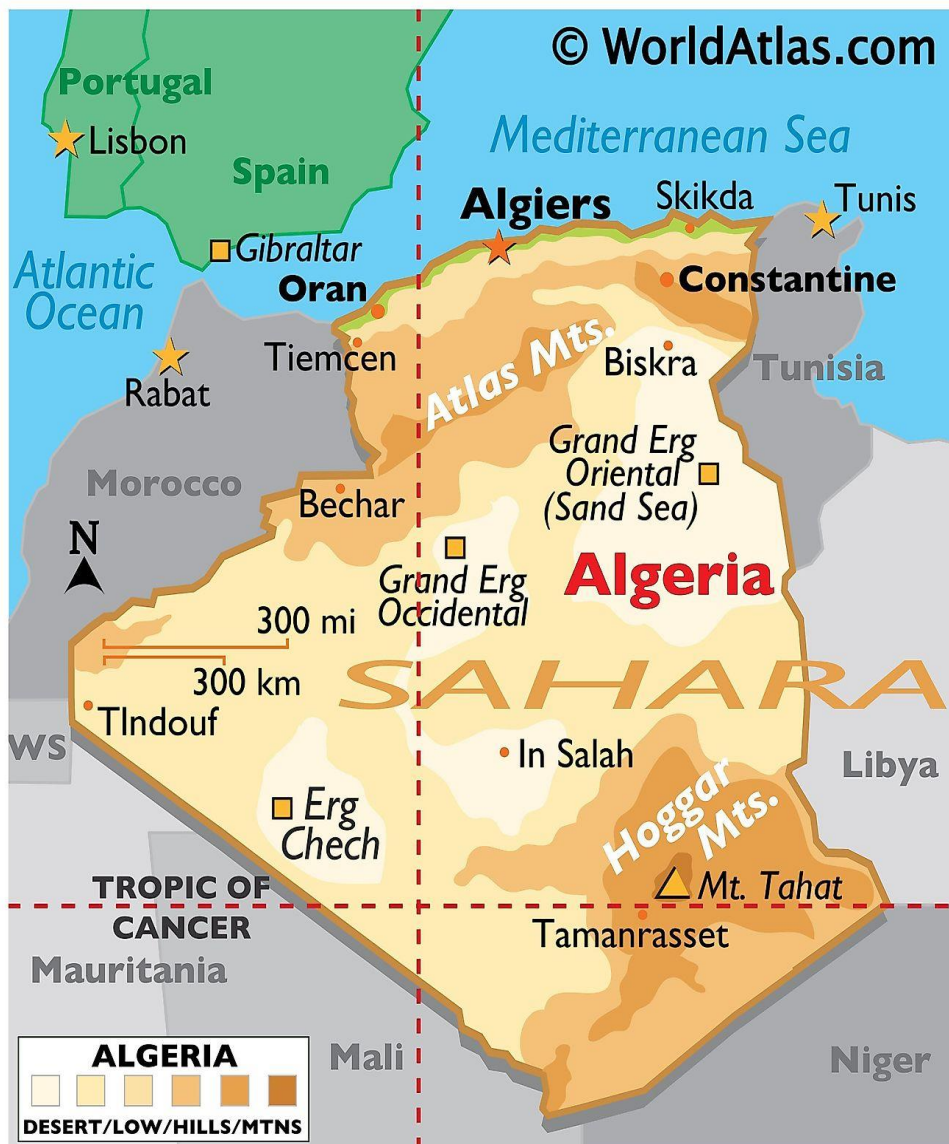 © WorldAtlas.com
Portugal
Lisbon
Spain
Mediterranean Sea
Algiers
Skikda
Tunis
Gibraltar
Atlantic
Ocean
Oran
Constantine
Tiemcen
Atlas Mts.
Biskra
Tunisia
Rabat
Morocco
Grand Erg
Oriental
(Sand Sea)
Bechar
N
Grand Erg
Occidental
Algeria
300 mi
300 km
SAHARA
TIndouf
WS
In Salah
Libya
Erg
Chech
Hoggar
Mts.
Mt. Tahat
TROPIC OF
CANCER
Tamanrasset
Mauritania
Mali
Niger
ALGERIA
DESERT/LOW/HILLS/MTNS